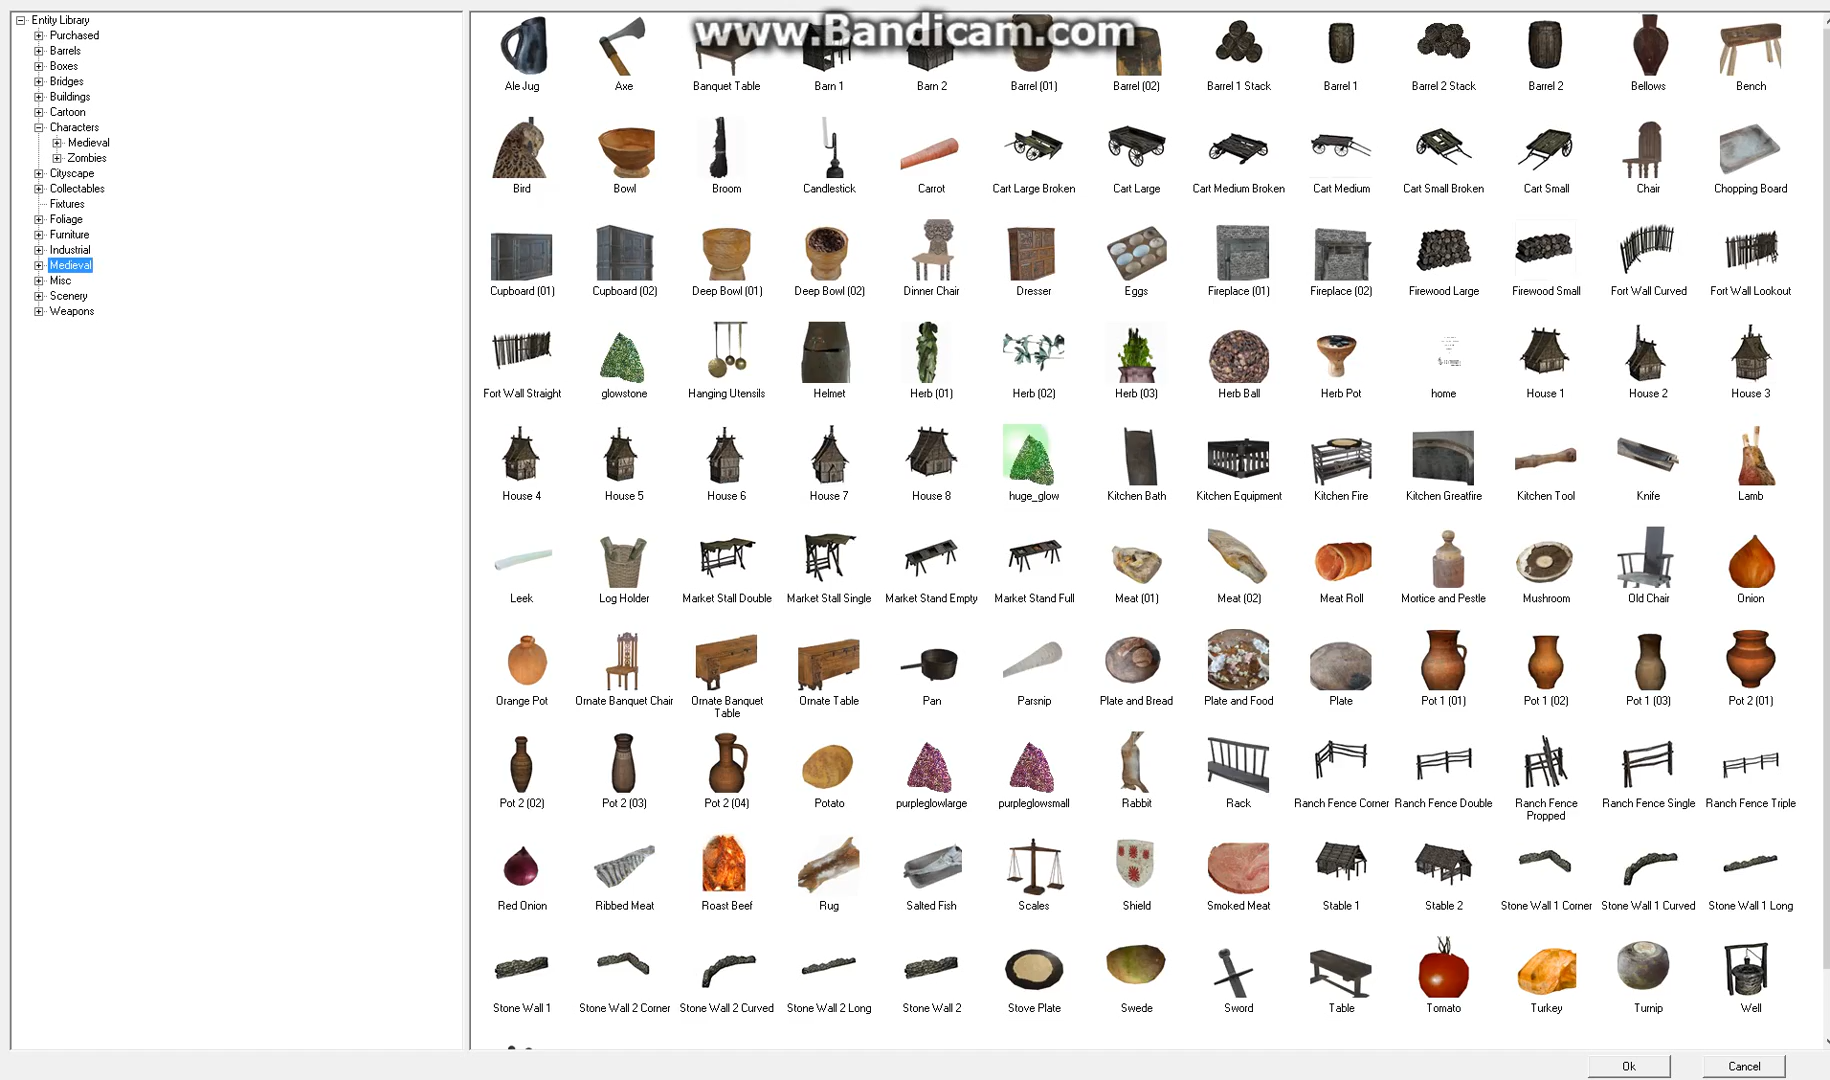 www.Bandicam.com
Entity Library
Purchased
Barrels
Boxes
Bridges
Buildings
Cartoon
Characters
Medieval
Zombies
Cityscape
Collectables
Fixtures
Foliage
Furniture
Industrial
Medieval
Misc
Scenery
Weapons
Ale Jug
Axe
Banquet Table
Barn 1
Barn 2
Barrel (01)
Barrel (02)
Barrel 1 Stack
Barrel 1
Barrel 2 Stack
Barrel 2
Bellows
Bench
Bird
Bowl
Broom
Candlestick
Carrot
Cart Large Broken
Cart Large
Cart Medium Broken
Cart Medium
Cart Small Broken
Cart Small
Chair
Chopping Board
Cupboard (01)
Cupboard (02)
Deep Bowl (01)
Deep Bowl (02)
Dinner Chair
Dresser
Eggs
Fireplace (01)
Fireplace (02)
Firewood Large
Firewood Small
Fort Wall Curved
Fort Wall Lookout
Fort Wall Straight
glowstone
Hanging Utensils
Helmet
Herb (01)
Herb (02)
Herb (03)
Herb Ball
Herb Pot
home
House 1
House 2
House 3
House 4
House 5
House 6
House 7
House 8
huge_glow
Kitchen Bath
Kitchen Equipment
Kitchen Fire
Kitchen Greatfire
Kitchen Tool
Knife
Lamb
Leek
Log Holder
Market Stall Double
Market Stall Single
Market Stand Empty
Market Stand Full
Meat (01)
Meat (02)
Meat Roll
Mortice and Pestle
Mushroom
Old Chair
Onion
Orange Pot
Ornate Banquet Chair
Ornate Banquet
Table
Ornate Table
Pan
Parsnip
Plate and Bread
Plate and Food
Plate
Pot 1 (01)
Pot 1 (02)
Pot 1 (03)
Pot 2 (01)
Pot 2 (02)
Pot 2 (03)
Pot 2 (04)
Potato
purpleglowlarge
purpleglowsmall
Rabbit
Rack
Ranch Fence Corner
Ranch Fence Double
Ranch Fence
Propped
Ranch Fence Single
Ranch Fence Triple
Red Onion
Ribbed Meat
Roast Beef
Rug
Salted Fish
Scales
Shield
Smoked Meat
Stable 1
Stable 2
Stone Wall 1 Corner
Stone Wall 1 Curved
Stone Wall 1 Long
Stone Wall 1
Stone Wall 2 Corner
Stone Wall 2 Curved
Stone Wall 2 Long
Stone Wall 2
Stove Plate
Swede
Sword
Table
Tomato
Turkey
Turnip
Well
Ok
Cancel